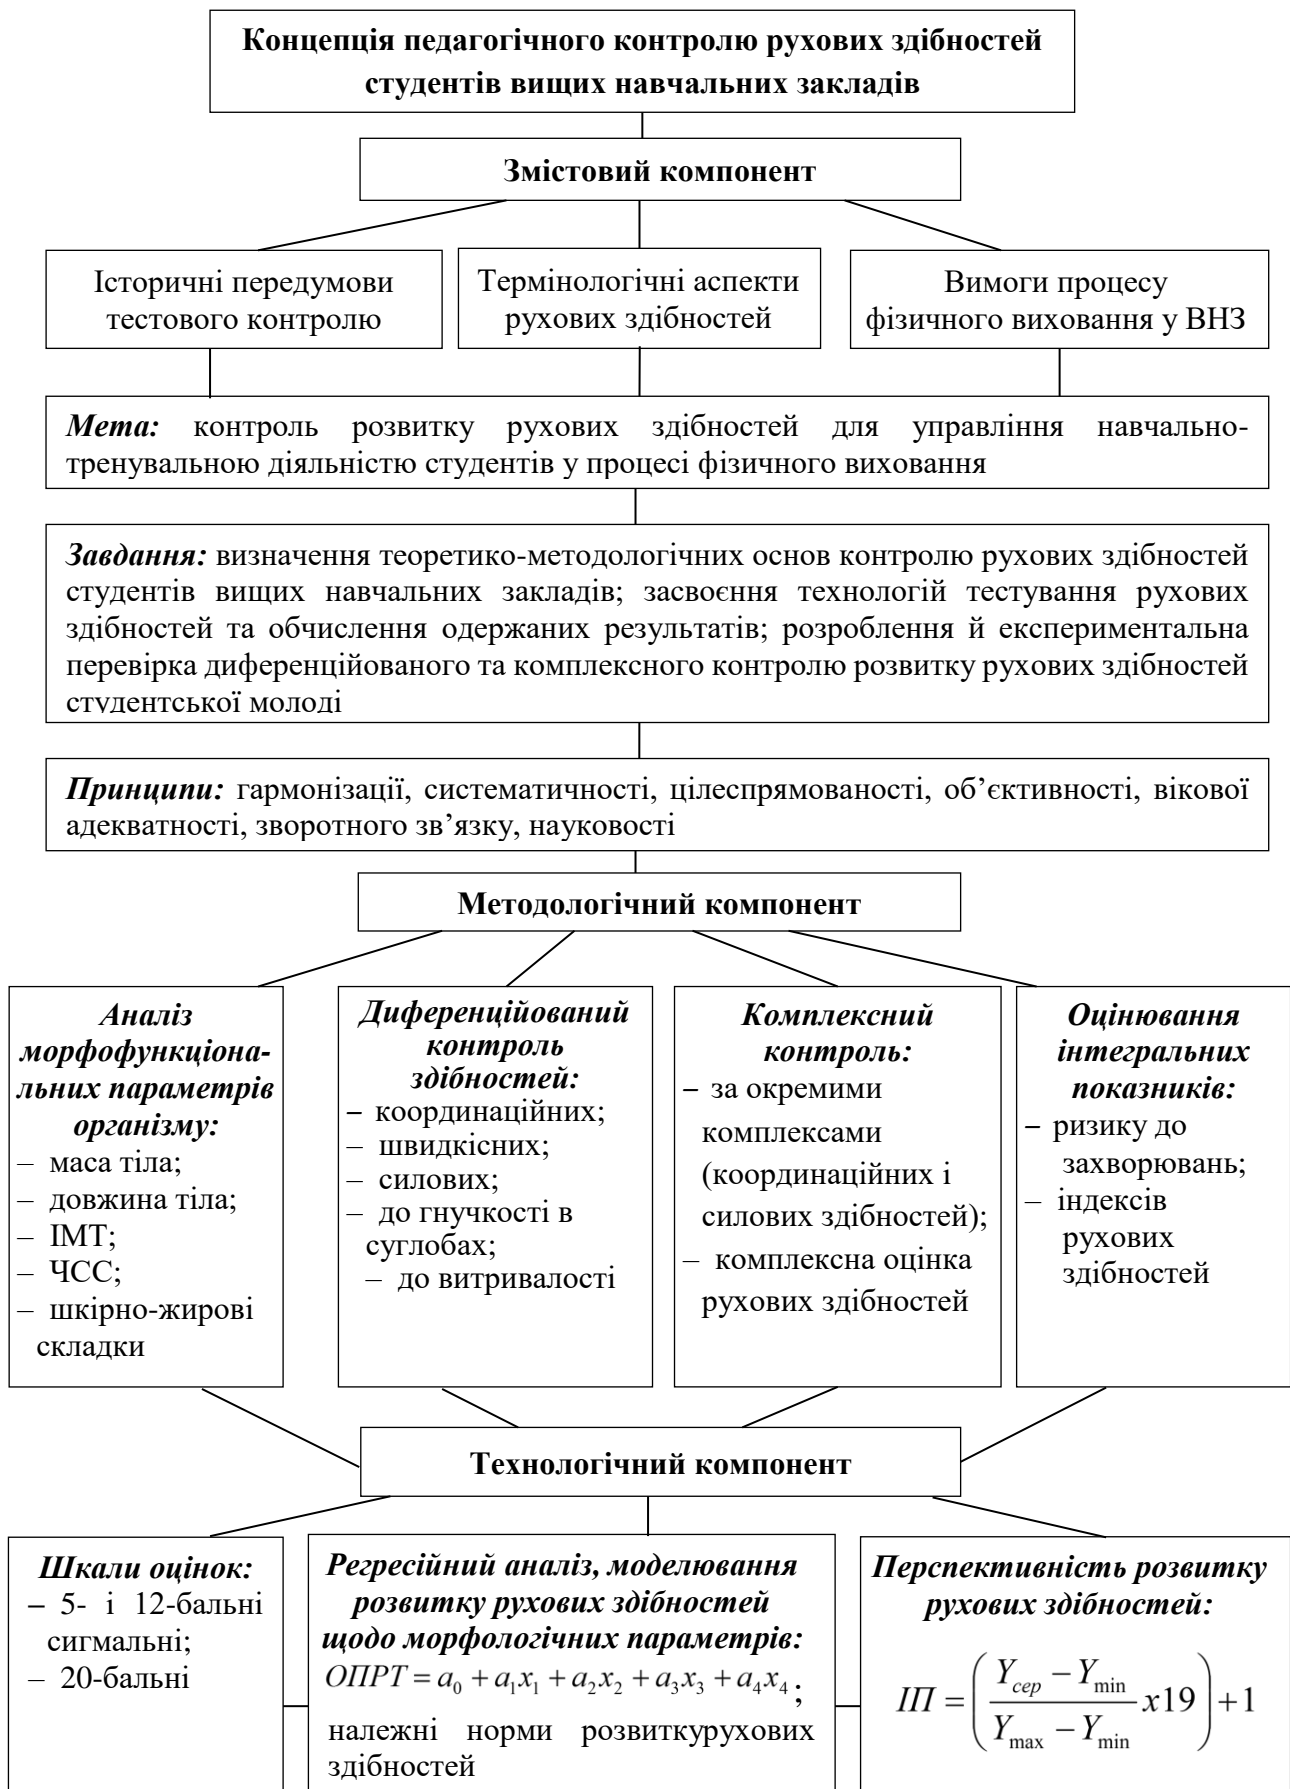 Концепція педагогічного контролю рухових здібностей
студентів вищих навчальних закладів
Змістовий компонент
Історичні передумови
тестового контролю
Термінологічні аспекти
рухових здібностей
Вимоги процесу
фізичного виховання у ВНЗ
Мета: контроль розвитку рухових здібностей для управління навчально-
тренувальною діяльністю студентів у процесі фізичного виховання
Завдання: визначення теоретико-методологічних основ контролю рухових здібностей
студентів вищих навчальних закладів; засвоєння технологій тестування рухових
здібностей та обчислення одержаних результатів; розроблення й експериментальна
перевірка диференційованого та комплексного контролю розвитку рухових здібностей
студентської молоді
Принципи: гармонізації, систематичності, цілеспрямованості, об’єктивності, вікової
адекватності, зворотного зв’язку, науковості
Методологічний компонент
Аналіз
морфофункціона-
льних параметрів
організму:
– маса тіла;
– довжина тіла;
– ІМТ;
– ЧСС;
– шкірно-жирові
складки
Диференційований
контроль
здібностей:
– координаційних;
– швидкісних;
– силових;
– до гнучкості в
суглобах;
– до витривалості
Комплексний
контроль:
– за окремими
комплексами
(координаційних і
силових здібностей);
– комплексна оцінка
рухових здібностей
Оцінювання
інтегральних
показників:
– ризику до
захворювань;
– індексів
рухових
здібностей
Технологічний компонент
Шкали оцінок:
– 5- і 12-бальні
сигмальні;
– 20-бальні
Регресійний аналіз, моделювання
розвитку рухових здібностей
щодо морфологічних параметрів:
ОПРТ = a₀ + a₁x₁ + a₂x₂ + a₃x₃ + a₄x₄ ;
належні норми розвиткурухових
здібностей
Перспективність розвитку
рухових здібностей:
ІП = ( (Y_сер − Y_min) / (Y_max − Y_min) x19 ) + 1